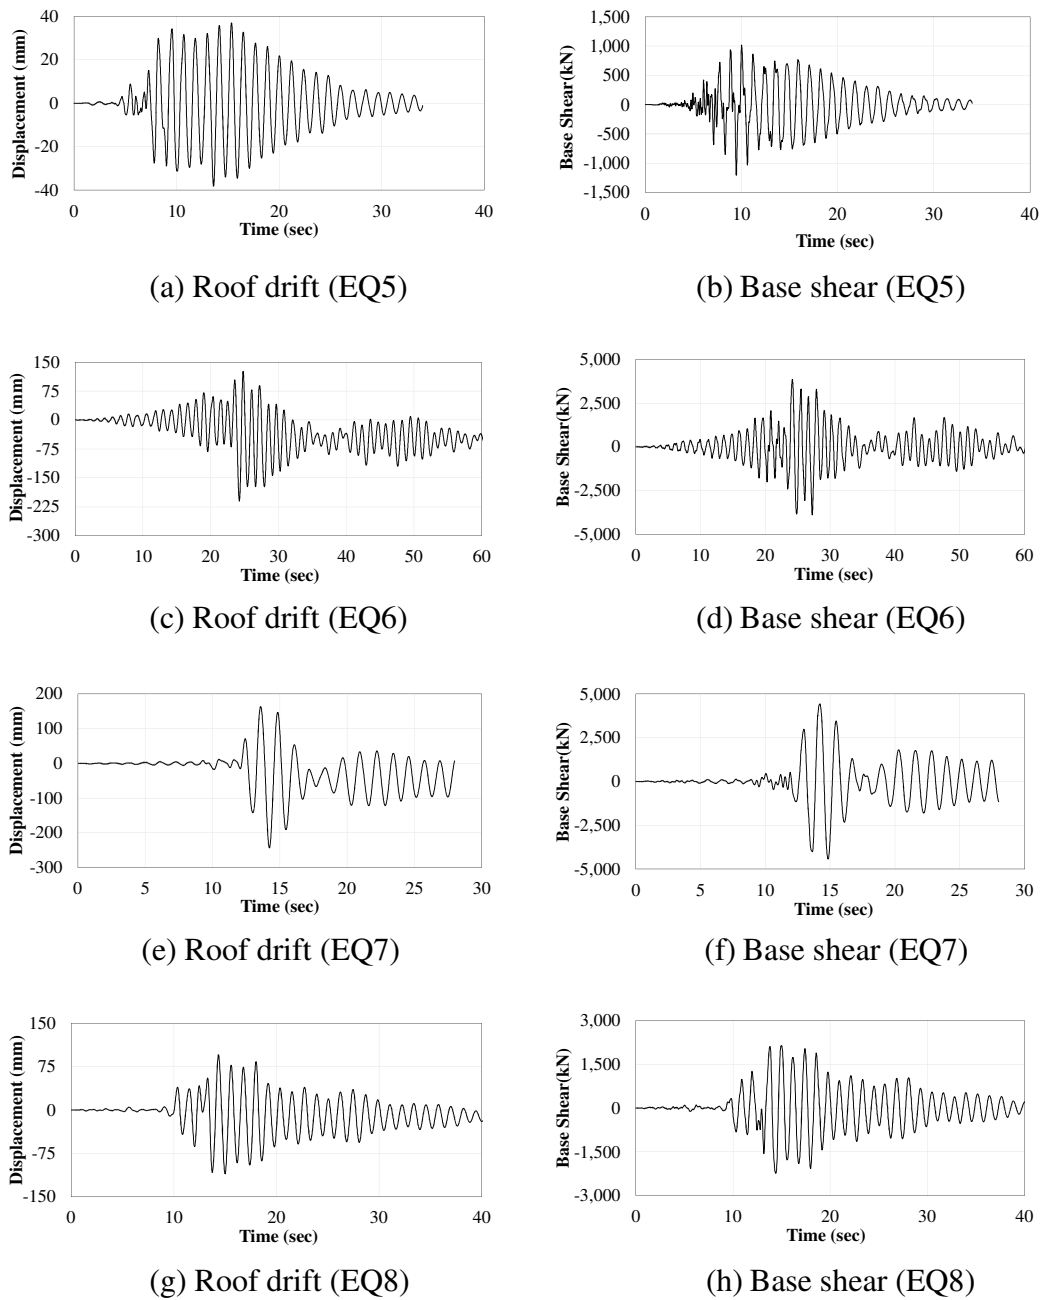 40
20
0
-20
-40
Displacement (mm)
0 10 20 30 40
Time (sec)
(a) Roof drift (EQ5)
1,500
1,000
500
0
-500
-1,000
-1,500
Base Shear(kN)
0 10 20 30 40
Time (sec)
(b) Base shear (EQ5)
150
75
0
-75
-150
-225
-300
Displacement (mm)
0 10 20 30 40 50 60
Time (sec)
(c) Roof drift (EQ6)
5,000
2,500
0
-2,500
-5,000
Base Shear(kN)
0 10 20 30 40 50 60
Time (sec)
(d) Base shear (EQ6)
200
100
0
-100
-200
-300
Displacement (mm)
0 5 10 15 20 25 30
Time (sec)
(e) Roof drift (EQ7)
5,000
2,500
0
-2,500
-5,000
Base Shear(kN)
0 5 10 15 20 25 30
Time (sec)
(f) Base shear (EQ7)
150
75
0
-75
-150
Displacement (mm)
0 10 20 30 40
Time (sec)
(g) Roof drift (EQ8)
3,000
1,500
0
-1,500
-3,000
Base Shear(kN)
0 10 20 30 40
Time (sec)
(h) Base shear (EQ8)